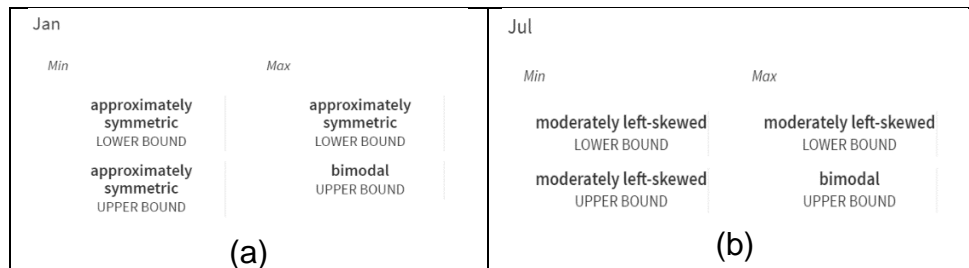 Jan
Min Max
approximately symmetric LOWER BOUND
approximately symmetric LOWER BOUND
approximately symmetric UPPER BOUND
bimodal UPPER BOUND
(a)
Jul
Min Max
moderately left-skewed moderately left-skewed
LOWER BOUND LOWER BOUND
moderately left-skewed bimodal
UPPER BOUND UPPER BOUND
(b)